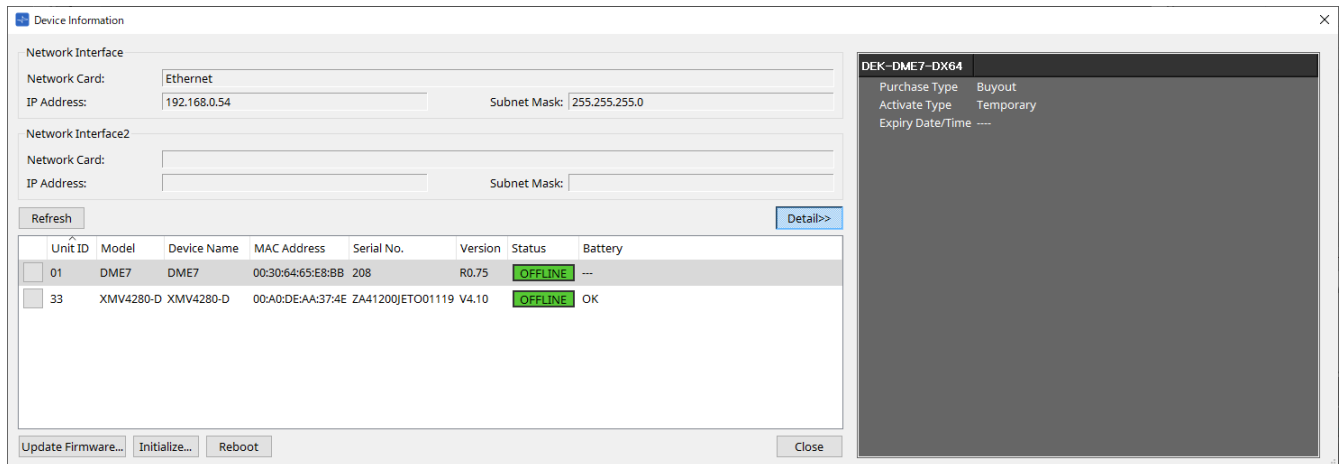 Device Information
Network Interface
Network Card: Ethernet
IP Address: 192.168.0.54 Subnet Mask: 255.255.255.0
Network Interface2
Network Card:
IP Address: Subnet Mask:
Refresh Detail>>
Unit ID Model Device Name MAC Address Serial No. Version Status Battery
01 DME7 DME7 00:30:64:65:E8:BB 208 R0.75 OFFLINE ---
33 XMV4280-D XMV4280-D 00:A0:DE:AA:37:4E ZA41200JETO01119 V4.10 OFFLINE OK
Update Firmware... Initialize... Reboot Close
DEK-DME7-DX64
Purchase Type Buyout
Activate Type Temporary
Expiry Date/Time ----